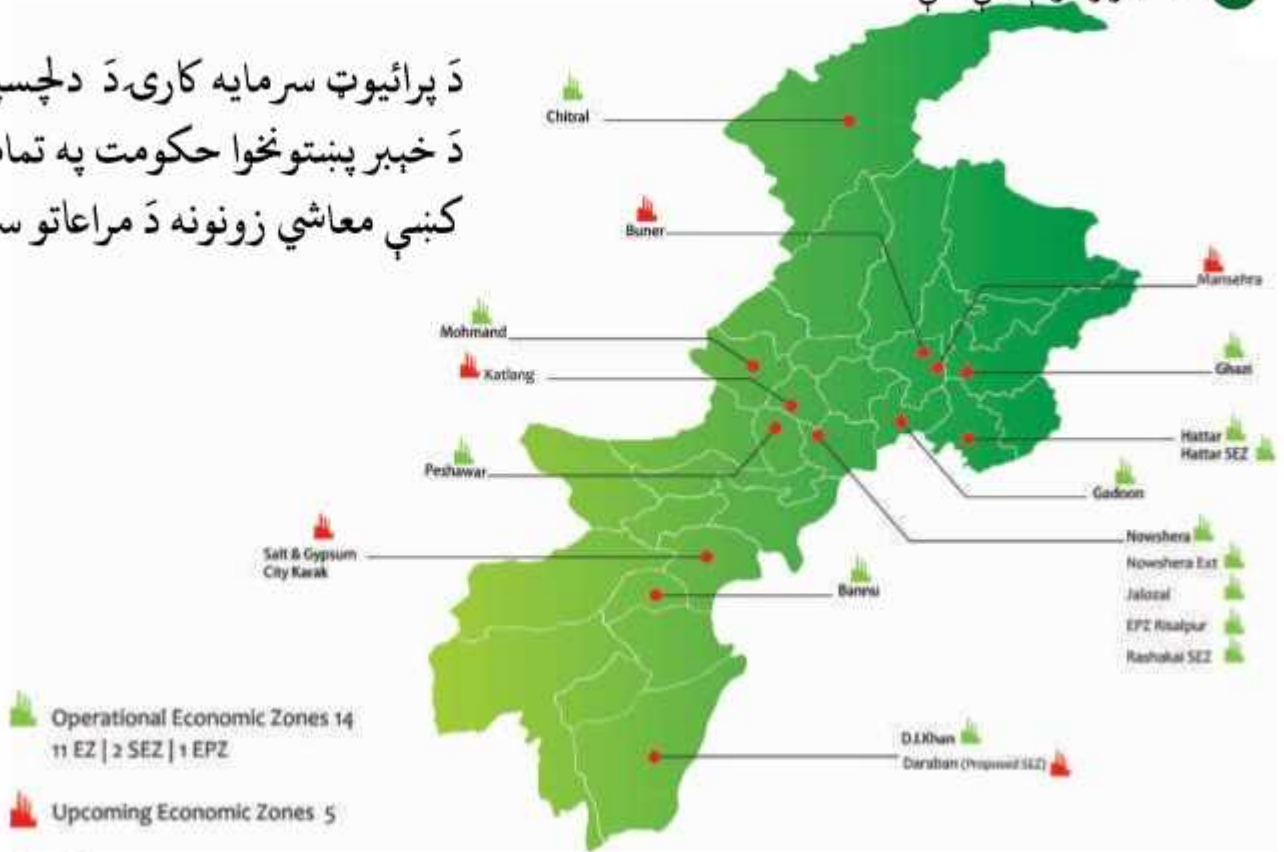 دَ پرائیوټ سرمایه کارۍ دَ
دَ خیبر پښتونخوا حکومت په
کښې معاشي زونونه دَ مراعاتو
Chitral
Buner
Mansehra
Mohmand
Katlang
Ghazi
Hattar
Hattar SEZ
Peshawar
Gadoon
Nowshera
Nowshera Ext
Jalozai
EPZ Risalpur
Rashakai SEZ
Salt & Gypsum
City Karak
Bannu
Operational Economic Zones 14
11 EZ | 2 SEZ | 1 EPZ
D.I.Khan
Daraban (Proposed SEZ)
Upcoming Economic Zones 5